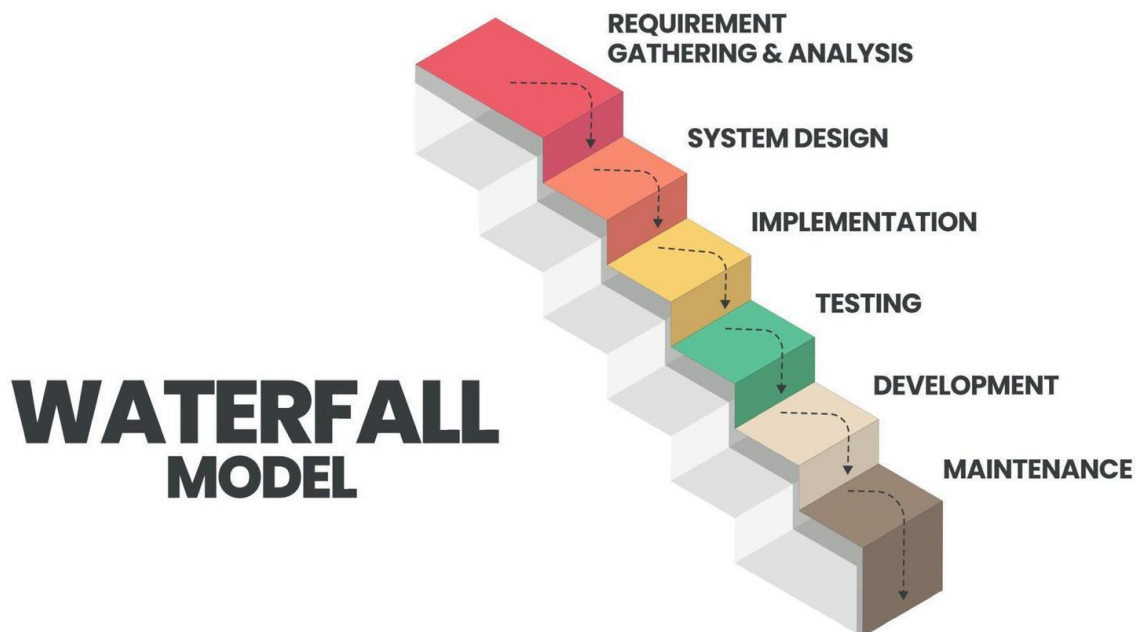 REQUIREMENT
GATHERING & ANALYSIS
SYSTEM DESIGN
IMPLEMENTATION
TESTING
DEVELOPMENT
MAINTENANCE
WATERFALL
MODEL